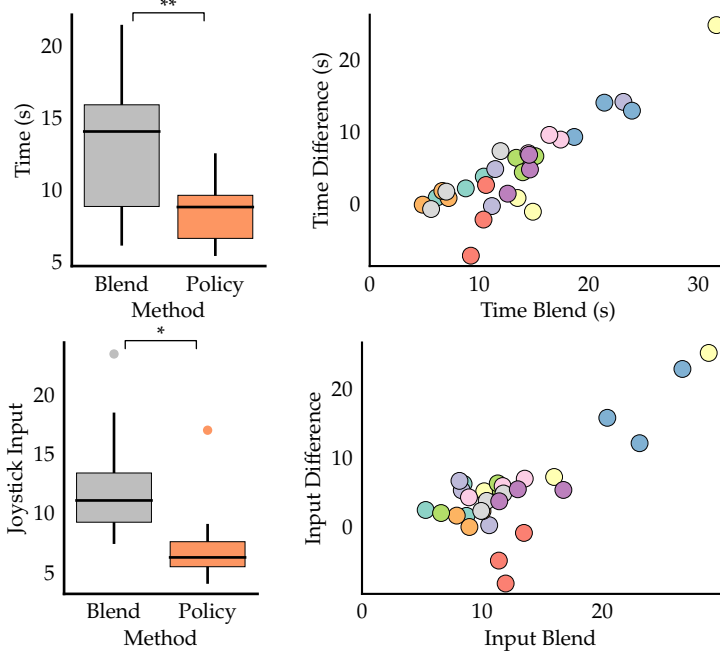 **
Time (s)
20
15
10
5
Blend
Policy
Method
Time Difference (s)
20
10
0
0
10
20
30
Time Blend (s)
*
Joystick Input
20
15
10
5
Blend
Policy
Method
Input Difference
20
10
0
0
10
20
Input Blend